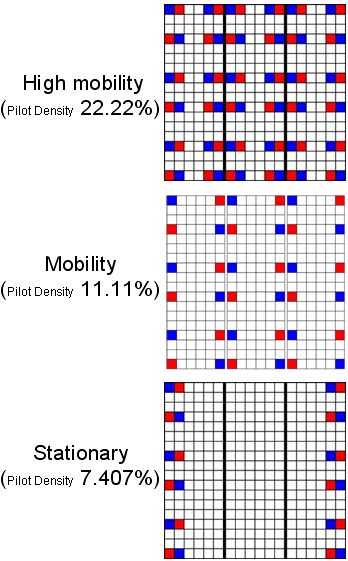 High mobility
(Pilot Density 22.22%)
Mobility
(Pilot Density 11.11%)
Stationary
(Pilot Density 7.407%)